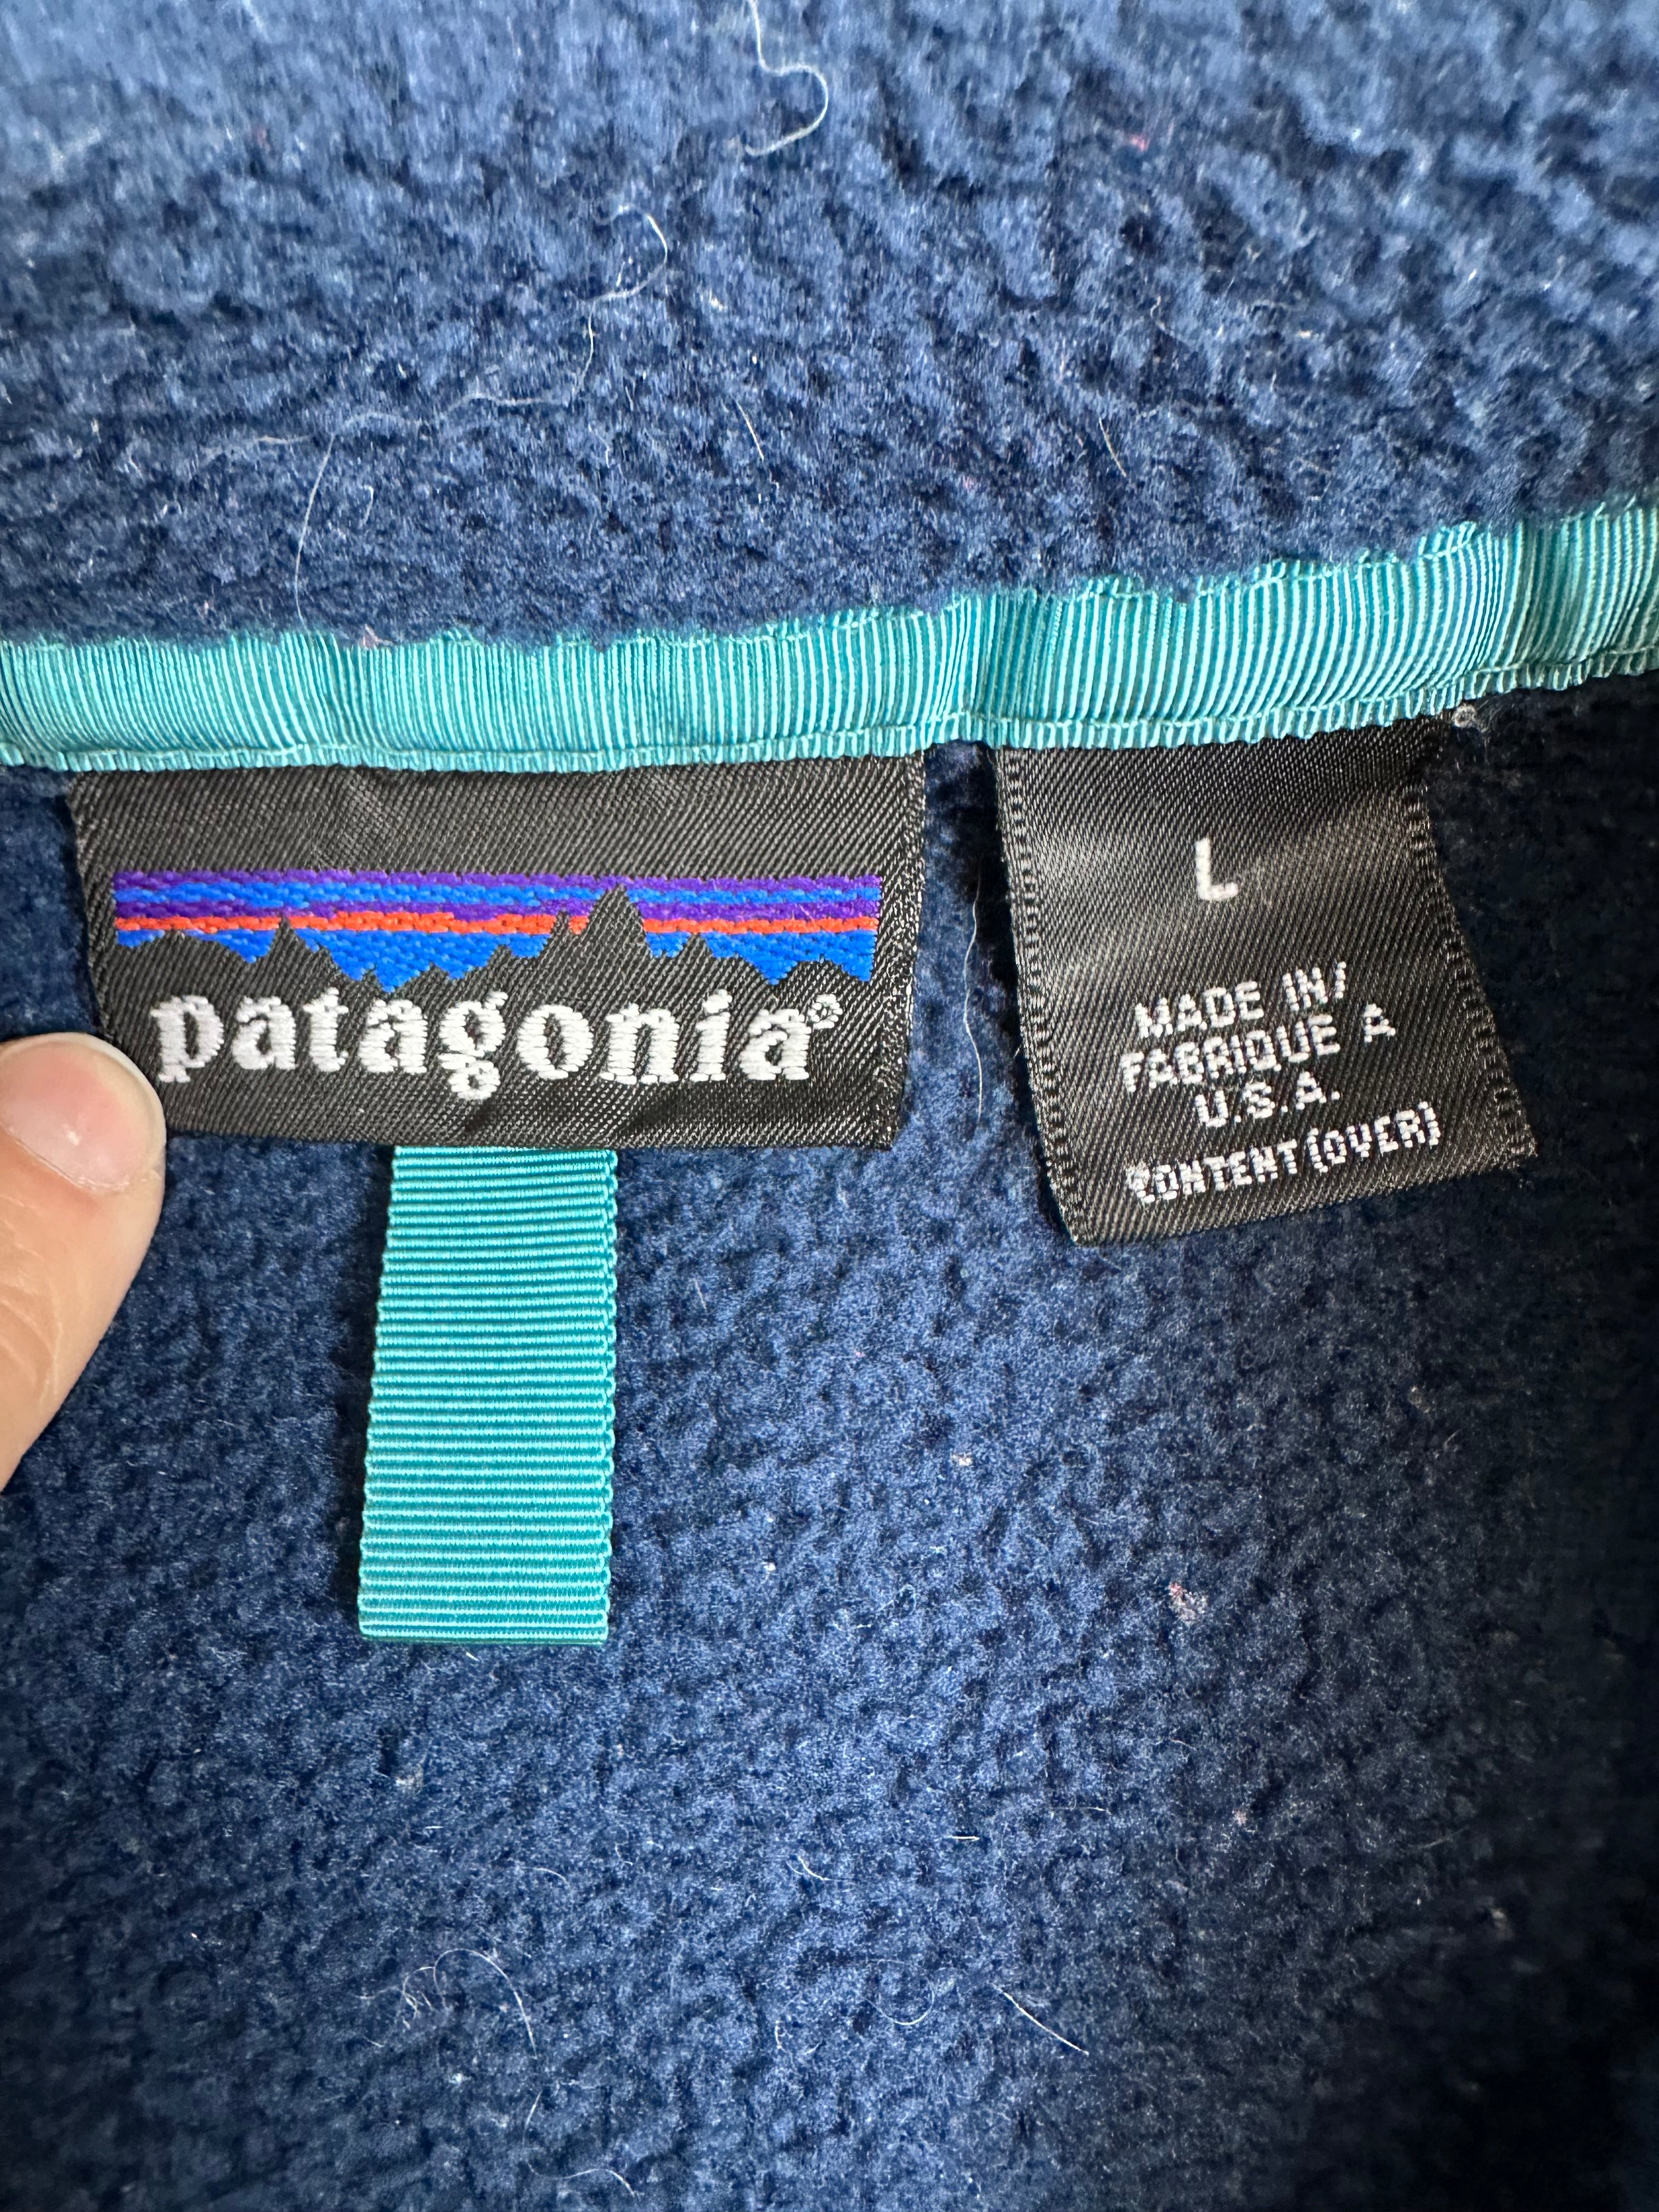 patagonia®
L
MADE IN/
FABRIQUE A
U.S.A.
CONTENT(OVER)